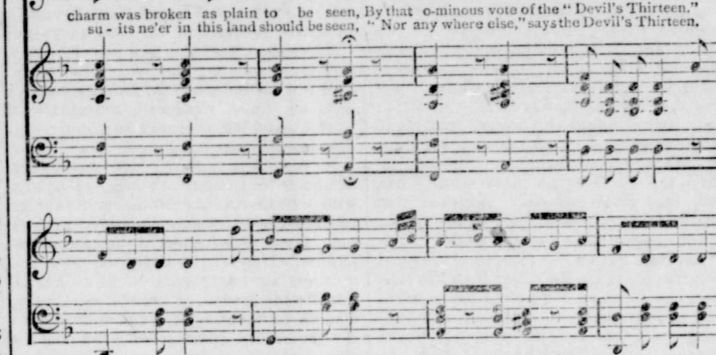 charm was broken as plain to be seen, By that o-minous vote of the "Devil's Thirteen."
su - its ne'er in this land should be seen, "Nor any where else," says the Devil's Thirteen.